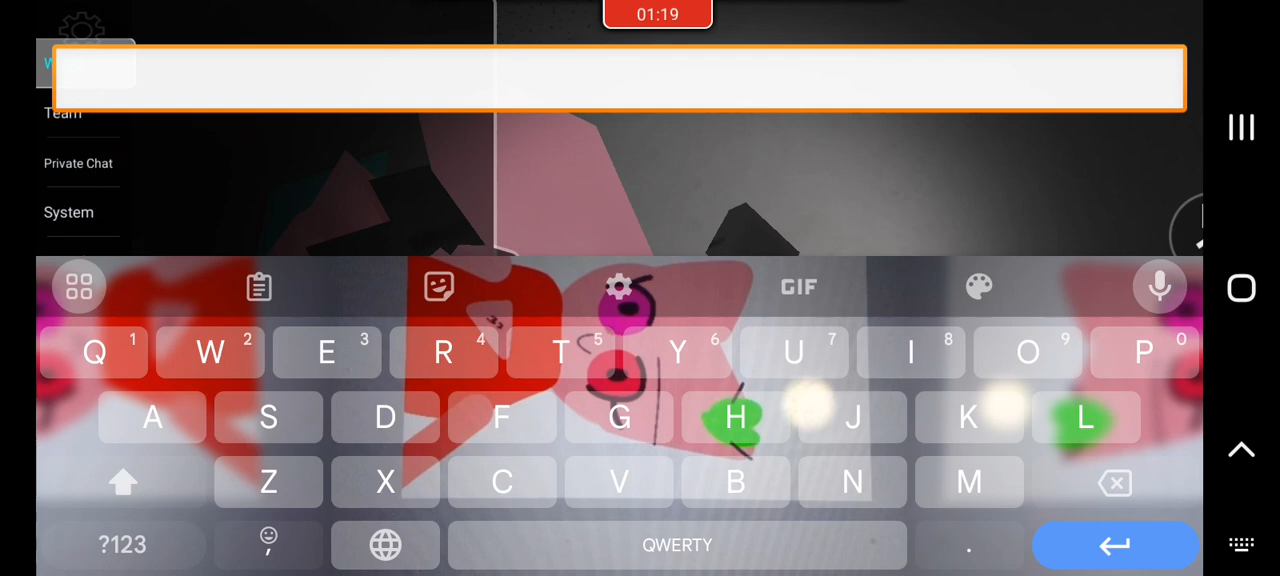 01:19
W
Team
Private Chat
System
GIF
Q 1 W 2 E 3 R 4 T 5 Y 6 U 7 I 8 O 9 P 0
A S D F G H J K L
Z X C V B N M
?123 , QWERTY .